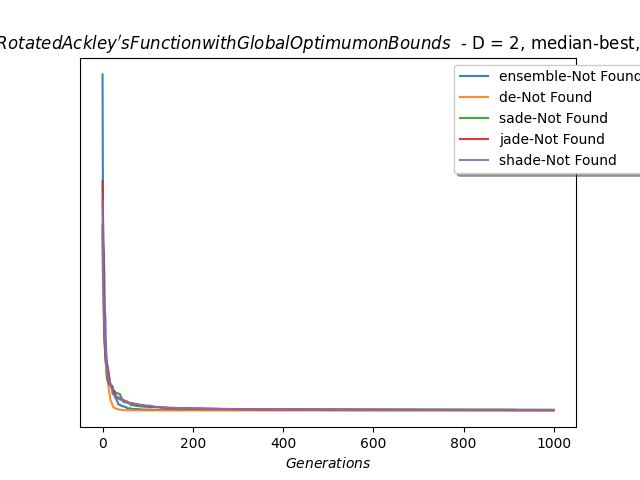 RotatedAckley'sFunctionwithGlobalOptimumonBounds - D = 2, median-best,
ensemble-Not Found
de-Not Found
sade-Not Found
jade-Not Found
shade-Not Found
0 200 400 600 800 1000
Generations